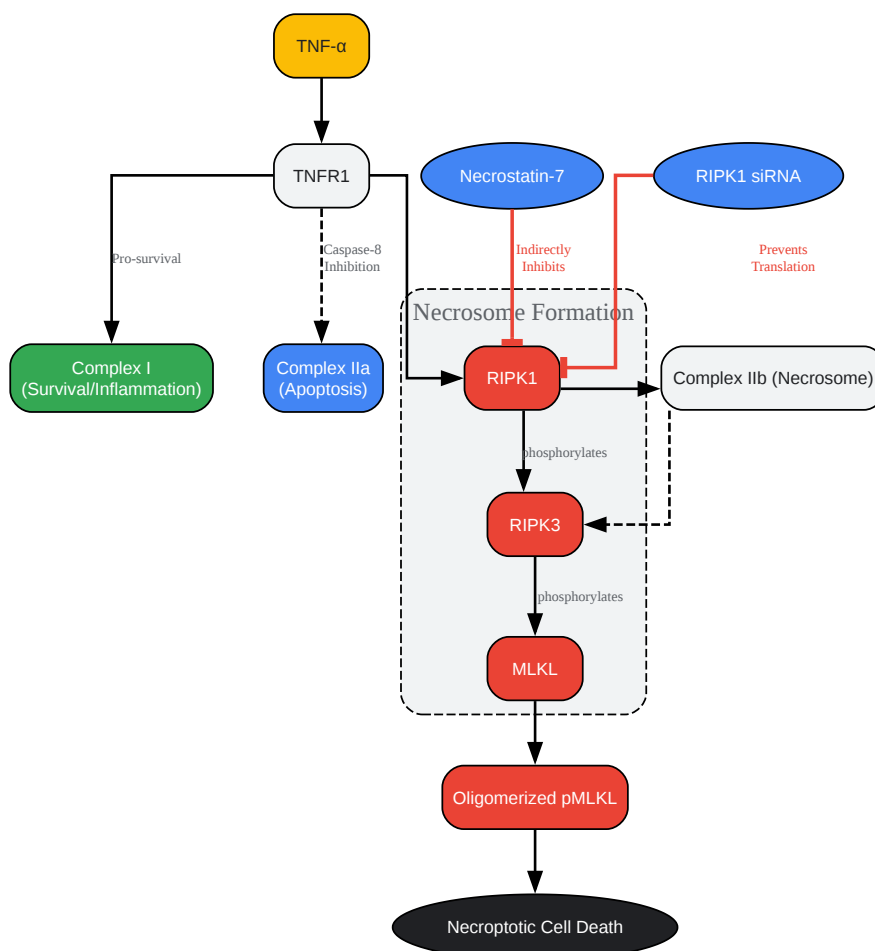 TNF-α
TNFR1
Necrostatin-7
RIPK1 siRNA
Pro-survival
Caspase-8
Inhibition
Indirectly
Inhibits
Prevents
Translation
Necrosome Formation
Complex I
(Survival/Inflammation)
Complex IIa
(Apoptosis)
RIPK1
Complex IIb (Necrosome)
phosphorylates
RIPK3
phosphorylates
MLKL
Oligomerized pMLKL
Necroptotic Cell Death